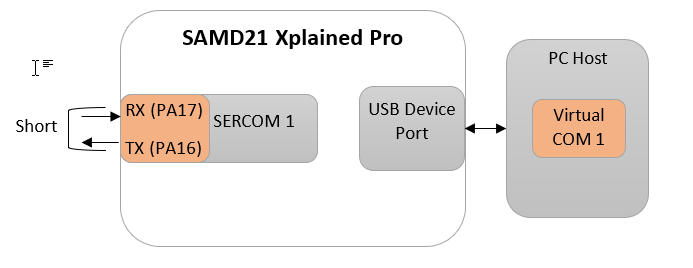 SAMD21 Xplained Pro
PC Host
RX (PA17)
Short
SERCOM 1
TX (PA16)
USB Device
Port
Virtual
COM 1